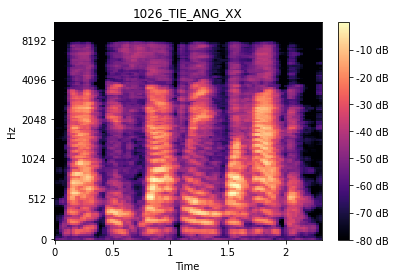 1026_TIE_ANG_XX
8192
4096
2048
1024
512
0
Hz
0
0.5
1
1.5
2
Time
-10 dB
-20 dB
-30 dB
-40 dB
-50 dB
-60 dB
-70 dB
-80 dB